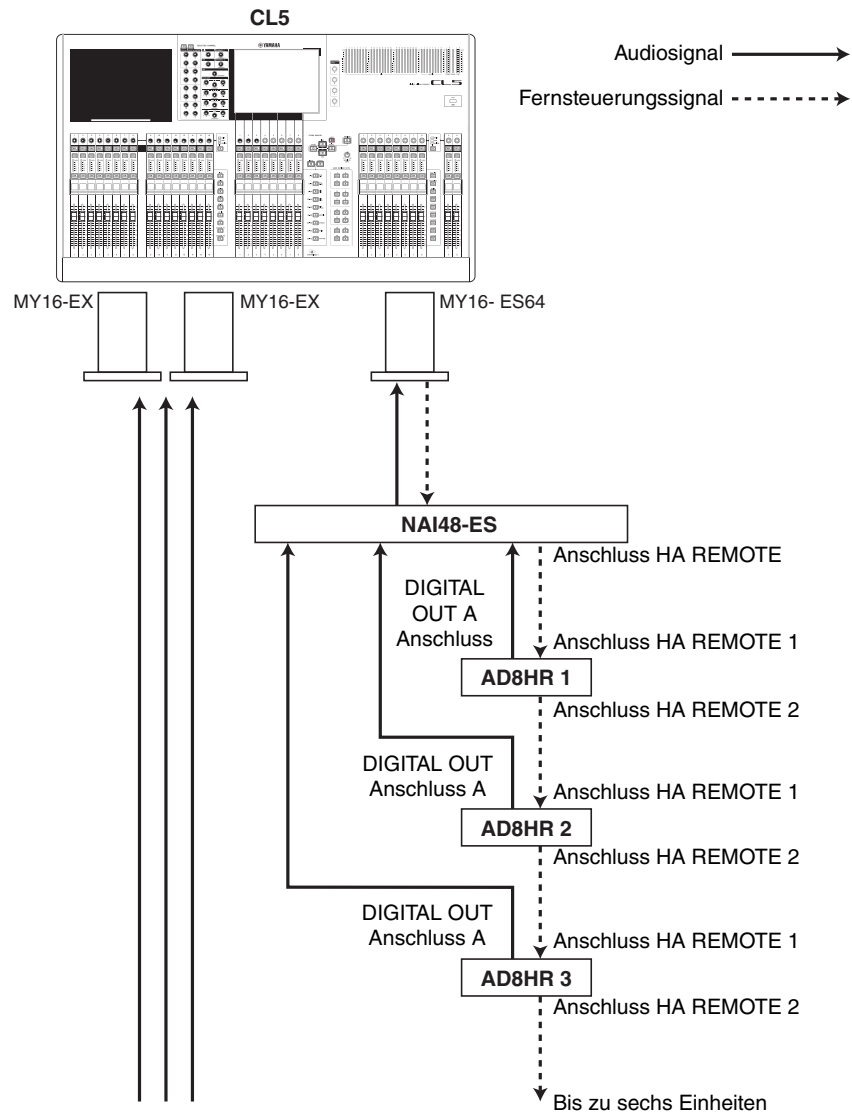 CL5
YAMAHA
CL5
Audiosignal
Fernsteuerungssignal
MY16-EX
MY16-EX
MY16- ES64
NAI48-ES
Anschluss HA REMOTE
DIGITAL
OUT A
Anschluss
Anschluss HA REMOTE 1
AD8HR 1
Anschluss HA REMOTE 2
DIGITAL OUT
Anschluss A
Anschluss HA REMOTE 1
AD8HR 2
Anschluss HA REMOTE 2
DIGITAL OUT
Anschluss A
Anschluss HA REMOTE 1
AD8HR 3
Anschluss HA REMOTE 2
Bis zu sechs Einheiten